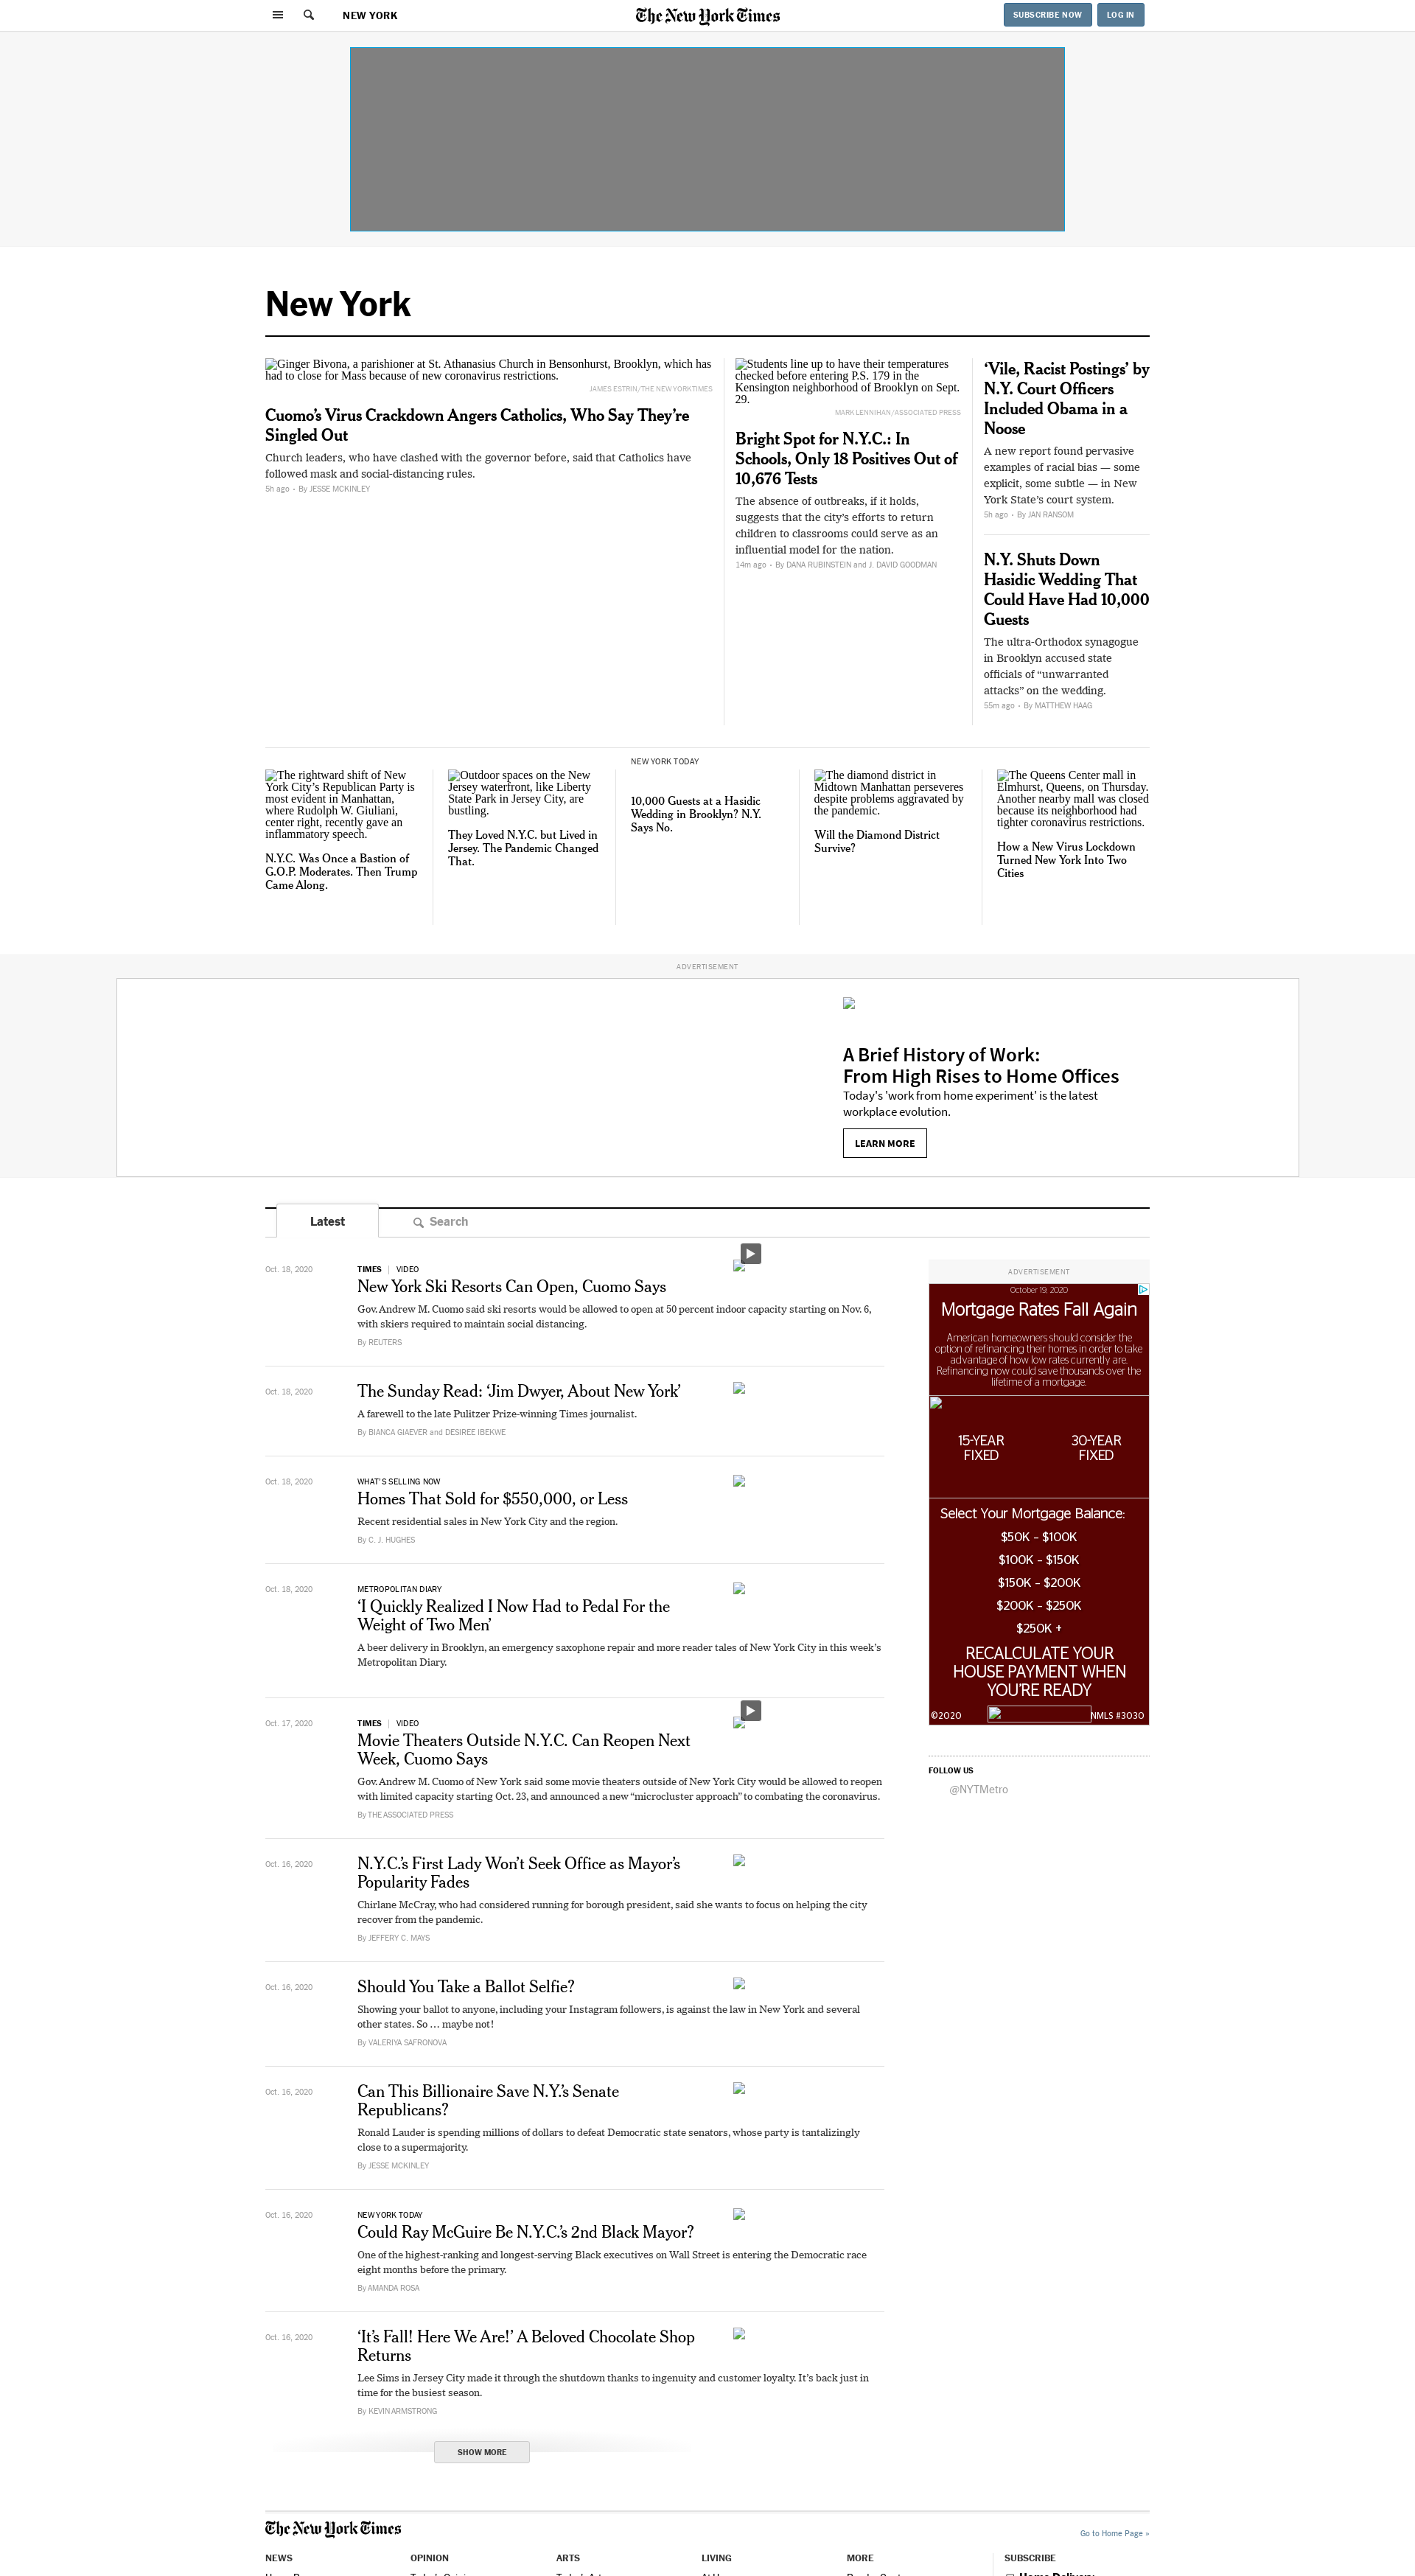 NEW YORK
The New York Times
SUBSCRIBE NOW
LOG IN
New York
Ginger Bivona, a parishioner at St. Athanasius Church in Bensonhurst, Brooklyn, which has
had to close for Mass because of new coronavirus restrictions.
JAMES ESTRIN/THE NEW YORK TIMES
Cuomo’s Virus Crackdown Angers Catholics, Who Say They’re
Singled Out
Church leaders, who have clashed with the governor before, said that Catholics have
followed mask and social-distancing rules.
5h ago • By JESSE MCKINLEY
Students line up to have their temperatures
checked before entering P.S. 179 in the
Kensington neighborhood of Brooklyn on Sept.
29.
MARK LENNIHAN/ASSOCIATED PRESS
Bright Spot for N.Y.C.: In
Schools, Only 18 Positives Out of
10,676 Tests
The absence of outbreaks, if it holds,
suggests that the city’s efforts to return
children to classrooms could serve as an
influential model for the nation.
14m ago • By DANA RUBINSTEIN and J. DAVID GOODMAN
‘Vile, Racist Postings’ by
N.Y. Court Officers
Included Obama in a
Noose
A new report found pervasive
examples of racial bias — some
explicit, some subtle — in New
York State’s court system.
5h ago • By JAN RANSOM
N.Y. Shuts Down
Hasidic Wedding That
Could Have Had 10,000
Guests
The ultra-Orthodox synagogue
in Brooklyn accused state
officials of “unwarranted
attacks” on the wedding.
55m ago • By MATTHEW HAAG
The rightward shift of New
York City’s Republican Party is
most evident in Manhattan,
where Rudolph W. Giuliani,
center right, recently gave an
inflammatory speech.
N.Y.C. Was Once a Bastion of
G.O.P. Moderates. Then Trump
Came Along.
Outdoor spaces on the New
Jersey waterfront, like Liberty
State Park in Jersey City, are
bustling.
They Loved N.Y.C. but Lived in
Jersey. The Pandemic Changed
That.
NEW YORK TODAY
10,000 Guests at a Hasidic
Wedding in Brooklyn? N.Y.
Says No.
The diamond district in
Midtown Manhattan perseveres
despite problems aggravated by
the pandemic.
Will the Diamond District
Survive?
The Queens Center mall in
Elmhurst, Queens, on Thursday.
Another nearby mall was closed
because its neighborhood had
tighter coronavirus restrictions.
How a New Virus Lockdown
Turned New York Into Two
Cities
ADVERTISEMENT
A Brief History of Work:
From High Rises to Home Offices
Today's 'work from home experiment' is the latest
workplace evolution.
LEARN MORE
Latest
Search
Oct. 18, 2020
TIMES | VIDEO
New York Ski Resorts Can Open, Cuomo Says
Gov. Andrew M. Cuomo said ski resorts would be allowed to open at 50 percent indoor capacity starting on Nov. 6,
with skiers required to maintain social distancing.
By REUTERS
Oct. 18, 2020
The Sunday Read: ‘Jim Dwyer, About New York’
A farewell to the late Pulitzer Prize-winning Times journalist.
By BIANCA GIAEVER and DESIREE IBEKWE
Oct. 18, 2020
WHAT’S SELLING NOW
Homes That Sold for $550,000, or Less
Recent residential sales in New York City and the region.
By C. J. HUGHES
Oct. 18, 2020
METROPOLITAN DIARY
‘I Quickly Realized I Now Had to Pedal For the
Weight of Two Men’
A beer delivery in Brooklyn, an emergency saxophone repair and more reader tales of New York City in this week’s
Metropolitan Diary.
Oct. 17, 2020
TIMES | VIDEO
Movie Theaters Outside N.Y.C. Can Reopen Next
Week, Cuomo Says
Gov. Andrew M. Cuomo of New York said some movie theaters outside of New York City would be allowed to reopen
with limited capacity starting Oct. 23, and announced a new “microcluster approach” to combating the coronavirus.
By THE ASSOCIATED PRESS
Oct. 16, 2020
N.Y.C.’s First Lady Won’t Seek Office as Mayor’s
Popularity Fades
Chirlane McCray, who had considered running for borough president, said she wants to focus on helping the city
recover from the pandemic.
By JEFFERY C. MAYS
Oct. 16, 2020
Should You Take a Ballot Selfie?
Showing your ballot to anyone, including your Instagram followers, is against the law in New York and several
other states. So … maybe not!
By VALERIYA SAFRONOVA
Oct. 16, 2020
Can This Billionaire Save N.Y.’s Senate
Republicans?
Ronald Lauder is spending millions of dollars to defeat Democratic state senators, whose party is tantalizingly
close to a supermajority.
By JESSE MCKINLEY
Oct. 16, 2020
NEW YORK TODAY
Could Ray McGuire Be N.Y.C.’s 2nd Black Mayor?
One of the highest-ranking and longest-serving Black executives on Wall Street is entering the Democratic race
eight months before the primary.
By AMANDA ROSA
Oct. 16, 2020
‘It’s Fall! Here We Are!’ A Beloved Chocolate Shop
Returns
Lee Sims in Jersey City made it through the shutdown thanks to ingenuity and customer loyalty. It’s back just in
time for the busiest season.
By KEVIN ARMSTRONG
SHOW MORE
ADVERTISEMENT
October 19, 2020
Mortgage Rates Fall Again
American homeowners should consider the
option of refinancing their homes in order to take
advantage of how low rates currently are.
Refinancing now could save thousands over the
lifetime of a mortgage.
15-YEAR
FIXED
30-YEAR
FIXED
Select Your Mortgage Balance:
$50K - $100K
$100K - $150K
$150K - $200K
$200K - $250K
$250K +
RECALCULATE YOUR
HOUSE PAYMENT WHEN
YOU'RE READY
©2020
NMLS #3030
FOLLOW US
@NYTMetro
The New York Times
Go to Home Page »
NEWS
OPINION
ARTS
LIVING
MORE
SUBSCRIBE